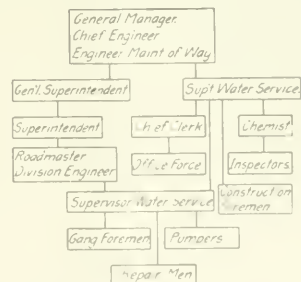 General Manager
Chief Engineer
Engineer Maint of Way
Gen'l. Superintendent
Sup't Water Service.
Superintendent
Chief Clerk
Chemist
Roadmaster
Division Engineer
Office Force
Inspectors
Construction
Foremen
Supervisor Water Service
Gang Foremen
Pumpers
Repair Men